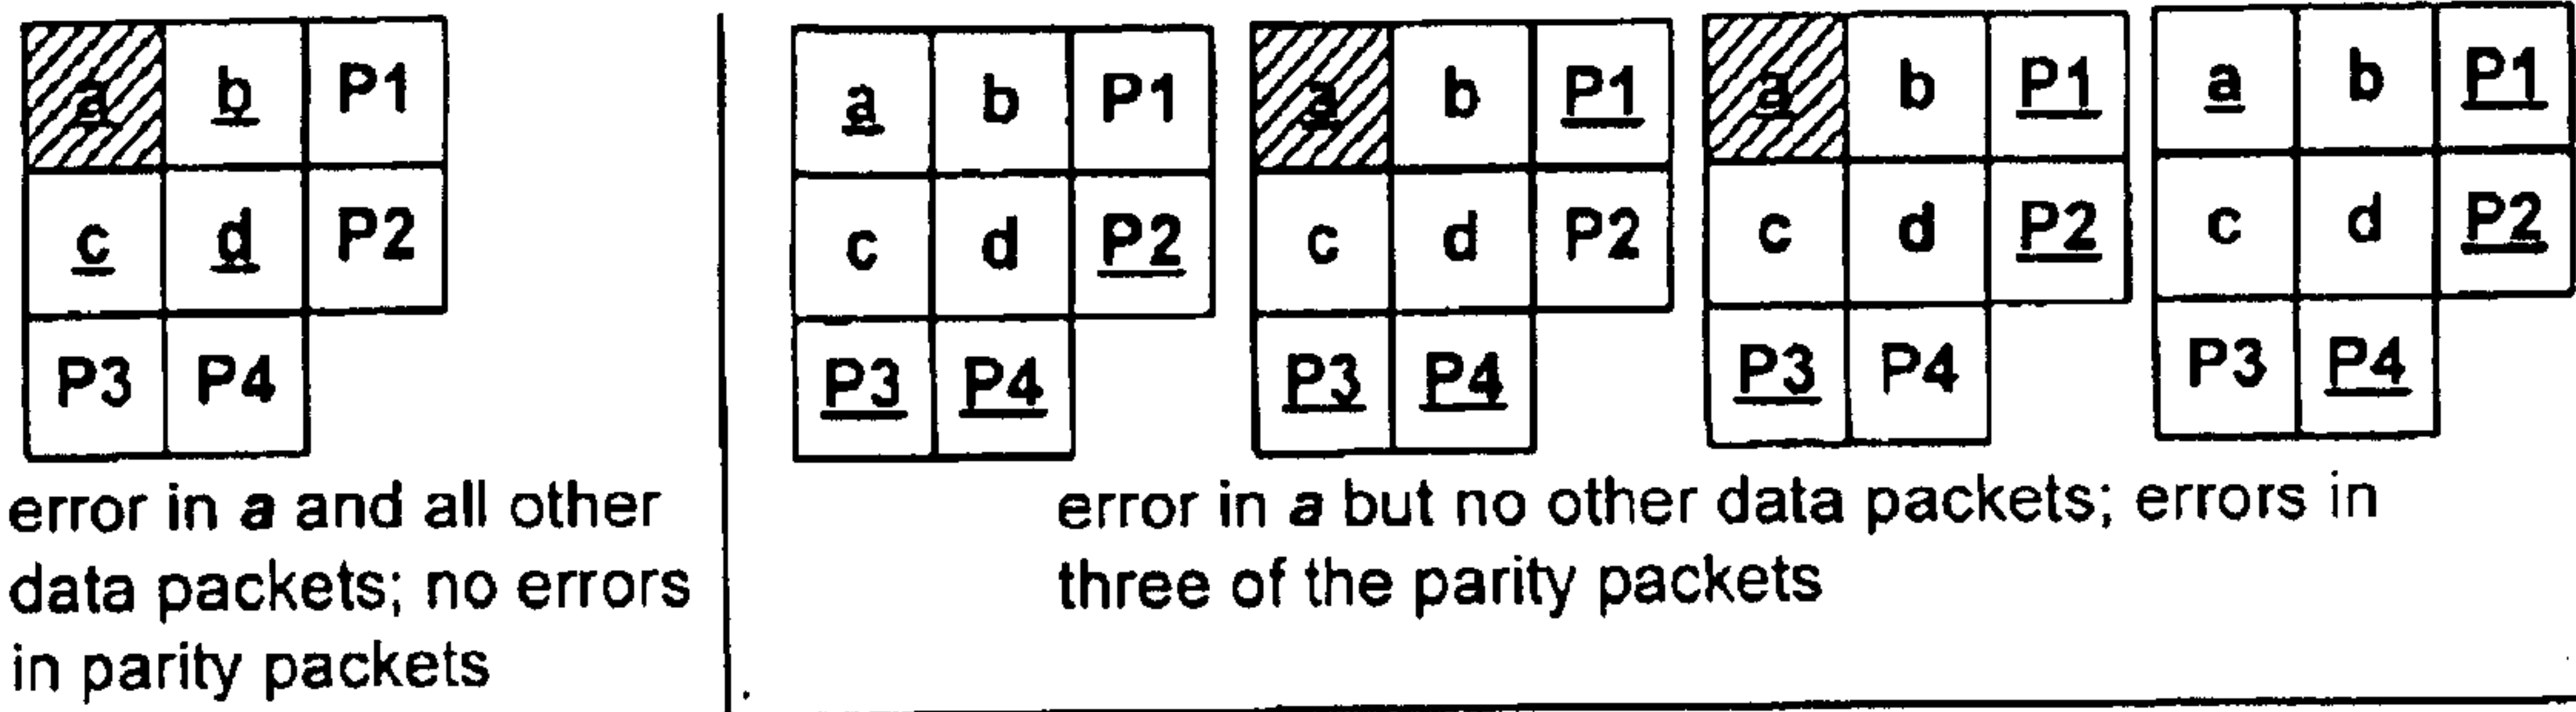 a b P1 a b P1 a b P1 a b P1 a b P1
c d P2 c d P2 c d P2 c d P2 c d P2
P3 P4 P3 P4 P3 P4 P3 P4 P3 P4
error in a and all other
data packets; no errors
in parity packets
error in a but no other data packets; errors in
three of the parity packets